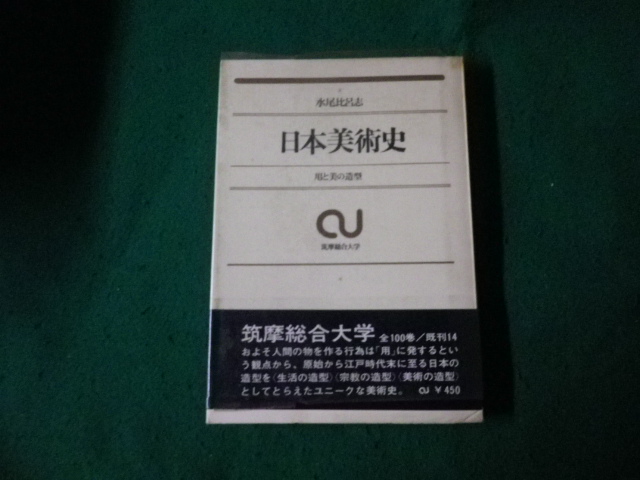 水尾比呂志
日本美術史
用と美の造型
筑摩総合大学
筑摩総合大学 全100巻/既刊14
およそ人間の物を作る行為は「用」に発するとい
う観点から、原始から江戸時代末に至る日本の
造型を〈生活の造型〉〈宗教の造型〉〈美術の造型〉
としてとらえたユニークな美術史。 ¥450